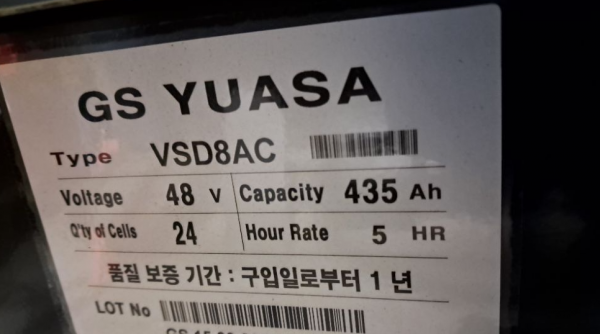 GS YUASA
Type VSD8AC
Voltage 48 V Capacity 435 Ah
Q'ty of Cells 24 Hour Rate 5 HR
품질 보증 기간 : 구입일로부터 1 년
LOT No